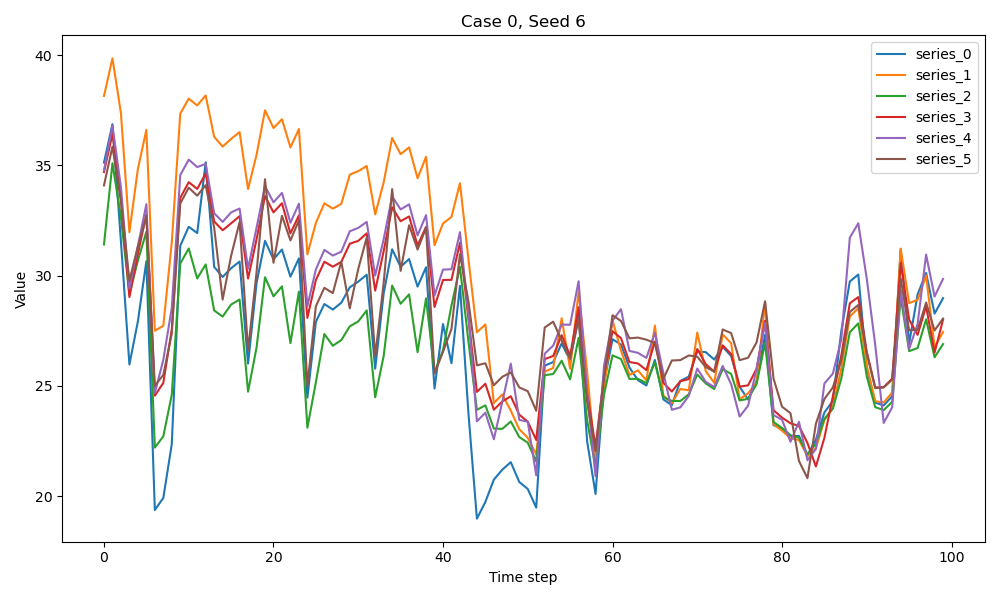 Case 0, Seed 6
40
35
30
25
20
Value
0
20
40
60
80
100
Time step
series_0
series_1
series_2
series_3
series_4
series_5